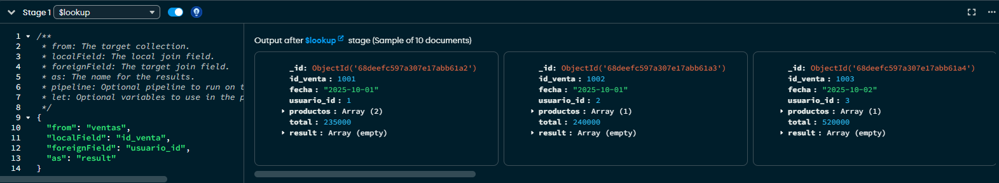 Stage 1 $lookup
Output after $lookup stage (Sample of 10 documents)
1 /**
2 * from: The target collection.
3 * localField: The local join field.
4 * foreignField: The target join field.
5 * as: The name for the results.
6 * pipeline: Optional pipeline to run on t
7 * let: Optional variables to use in the p
8 */
9 {
10 "from": "ventas",
11 "localField": "id_venta",
12 "foreignField": "usuario_id",
13 "as": "result"
14 }
_id: ObjectId('68deefc597a307e17abb61a2')
id_venta : 1001
fecha : "2025-10-01"
usuario_id : 1
productos : Array (2)
total : 235000
result : Array (empty)
_id: ObjectId('68deefc597a307e17abb61a3')
id_venta : 1002
fecha : "2025-10-01"
usuario_id : 2
productos : Array (1)
total : 240000
result : Array (empty)
_id: ObjectId('68deefc597a307e17abb61a4')
id_venta : 1003
fecha : "2025-10-02"
usuario_id : 3
productos : Array (1)
total : 520000
result : Array (empty)